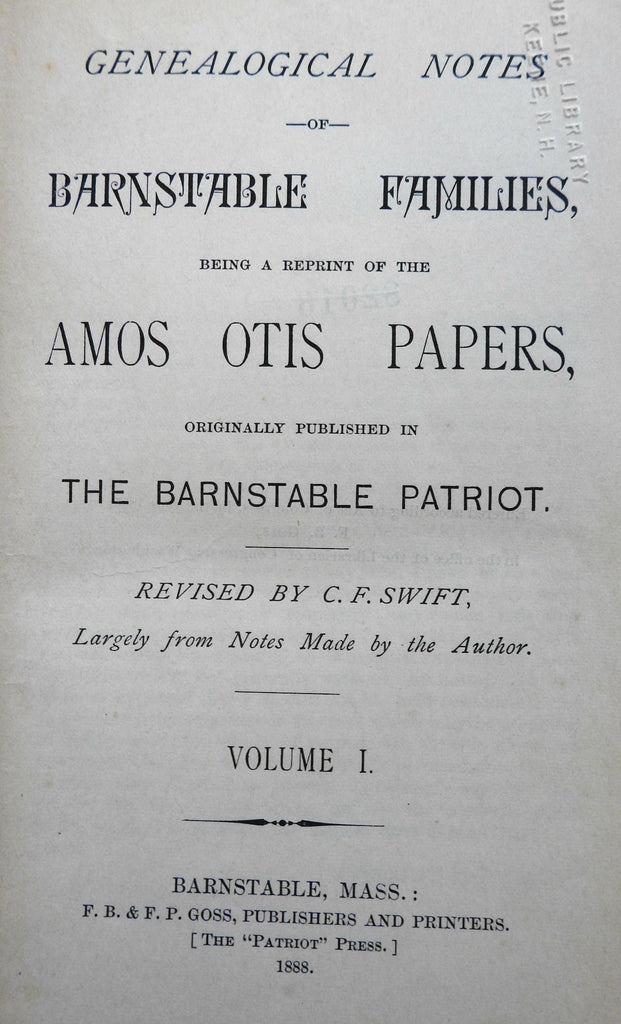 GENEALOGICAL NOTES
—OF—
BARNSTABLE FAMILIES,
BEING A REPRINT OF THE
AMOS OTIS PAPERS,
ORIGINALLY PUBLISHED IN
THE BARNSTABLE PATRIOT.
REVISED BY C. F. SWIFT,
Largely from Notes Made by the Author.
VOLUME I.
BARNSTABLE, MASS. :
F. B. & F. P. GOSS, PUBLISHERS AND PRINTERS.
[ THE "PATRIOT" PRESS. ]
1888.
LIBRARY
N. H.